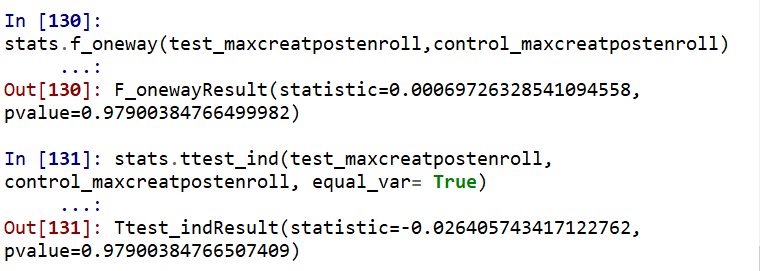 In [130]:
stats.f_oneway(test_maxcreatpostenroll,control_maxcreatpostenroll)
...:
Out[130]: F_onewayResult(statistic=0.00069726328541094558,
pvalue=0.97900384766499982)
In [131]: stats.ttest_ind(test_maxcreatpostenroll,
control_maxcreatpostenroll, equal_var= True)
...:
Out[131]: Ttest_indResult(statistic=-0.026405743417122762,
pvalue=0.97900384766507409)